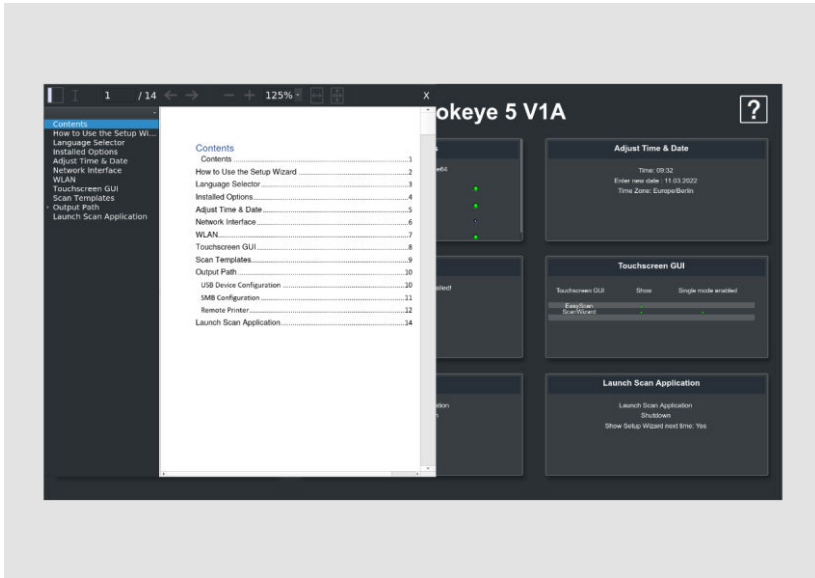 1 / 14 125% X
Contents
How to Use the Setup Wi...
Language Selector
Installed Options
Adjust Time & Date
Network Interface
WLAN
Touchscreen GUI
Scan Templates
Output Path
Launch Scan Application
Contents
Contents ........ 1
How to Use the Setup Wizard ........ 2
Language Selector ........ 3
Installed Options ........ 4
Adjust Time & Date ........ 5
Network Interface ........ 6
WLAN ........ 7
Touchscreen GUI ........ 8
Scan Templates ........ 9
Output Path ........ 10
USB Device Configuration ........ 10
SMB Configuration ........ 11
Remote Printer ........ 12
Launch Scan Application ........ 14
okeye 5 V1A
?
Adjust Time & Date
Time: 09:32
Enter new date : 11.03.2022
Time Zone: Europe/Berlin
Touchscreen GUI
Touchscreen GUI Show Single mode enabled
EasyScan
ScanWizard
Launch Scan Application
Launch Scan Application
Shutdown
Show Setup Wizard next time: Yes